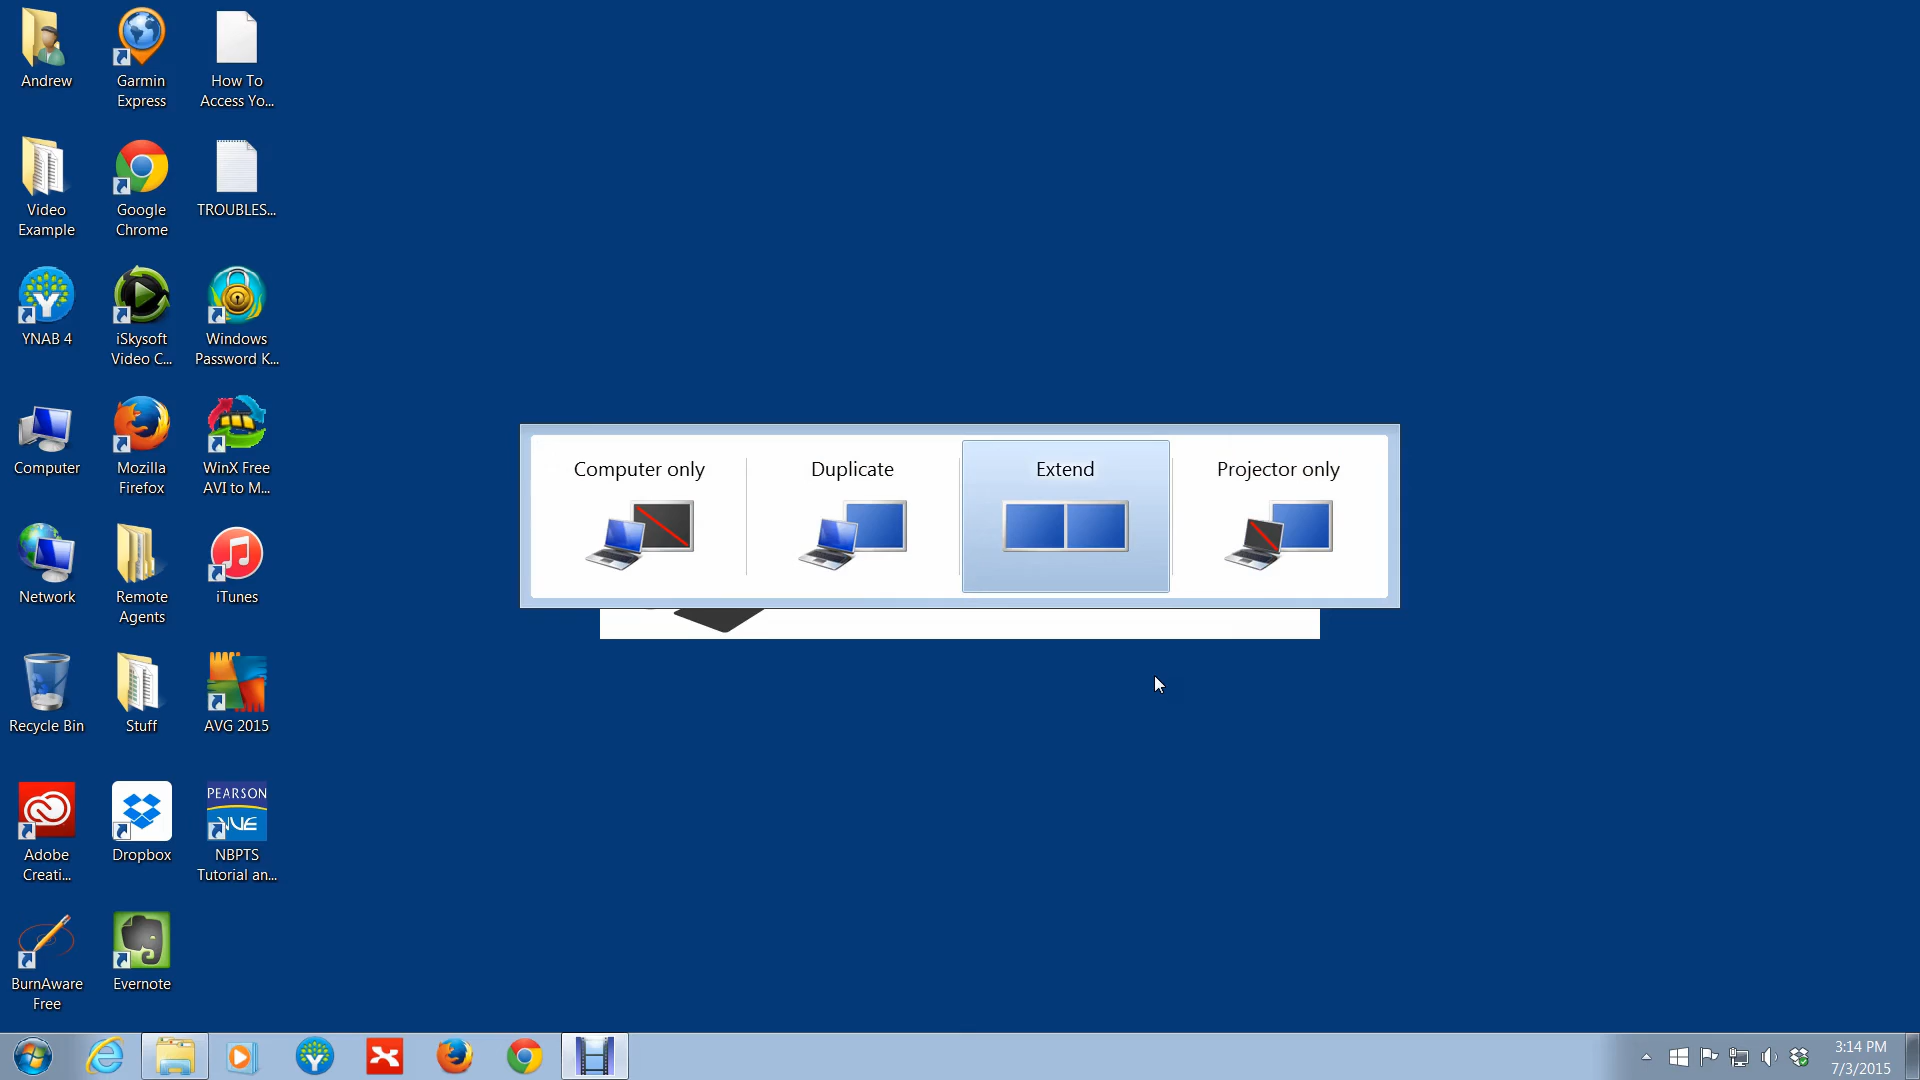 Andrew
Garmin
Express
How To
Access Yo...
Video
Example
Google
Chrome
TROUBLES...
YNAB 4
iSkysoft
Video C...
Windows
Password K...
Computer
Mozilla
Firefox
WinX Free
AVI to M...
Computer only
Duplicate
Extend
Projector only
Network
Remote
Agents
iTunes
Recycle Bin
Stuff
AVG 2015
PEARSON
VUE
Adobe
Creati...
Dropbox
NBPTS
Tutorial an...
BurnAware
Free
Evernote
3:14 PM
7/3/2015